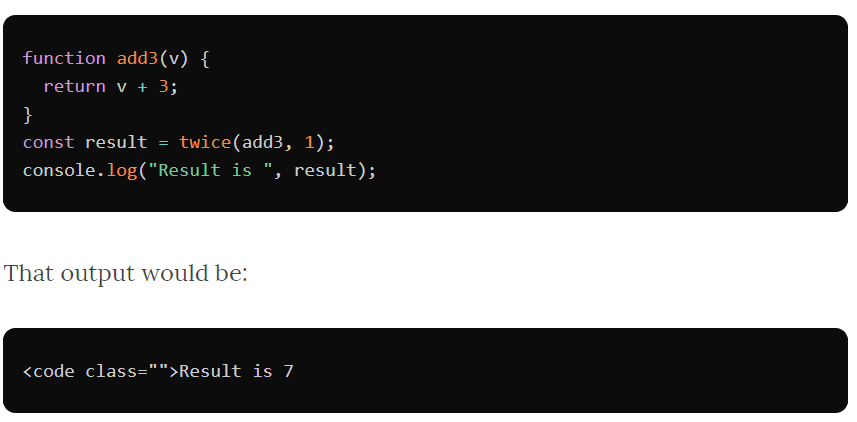 function add3(v) {
  return v + 3;
}
const result = twice(add3, 1);
console.log("Result is ", result);
That output would be:
<code class="">Result is 7